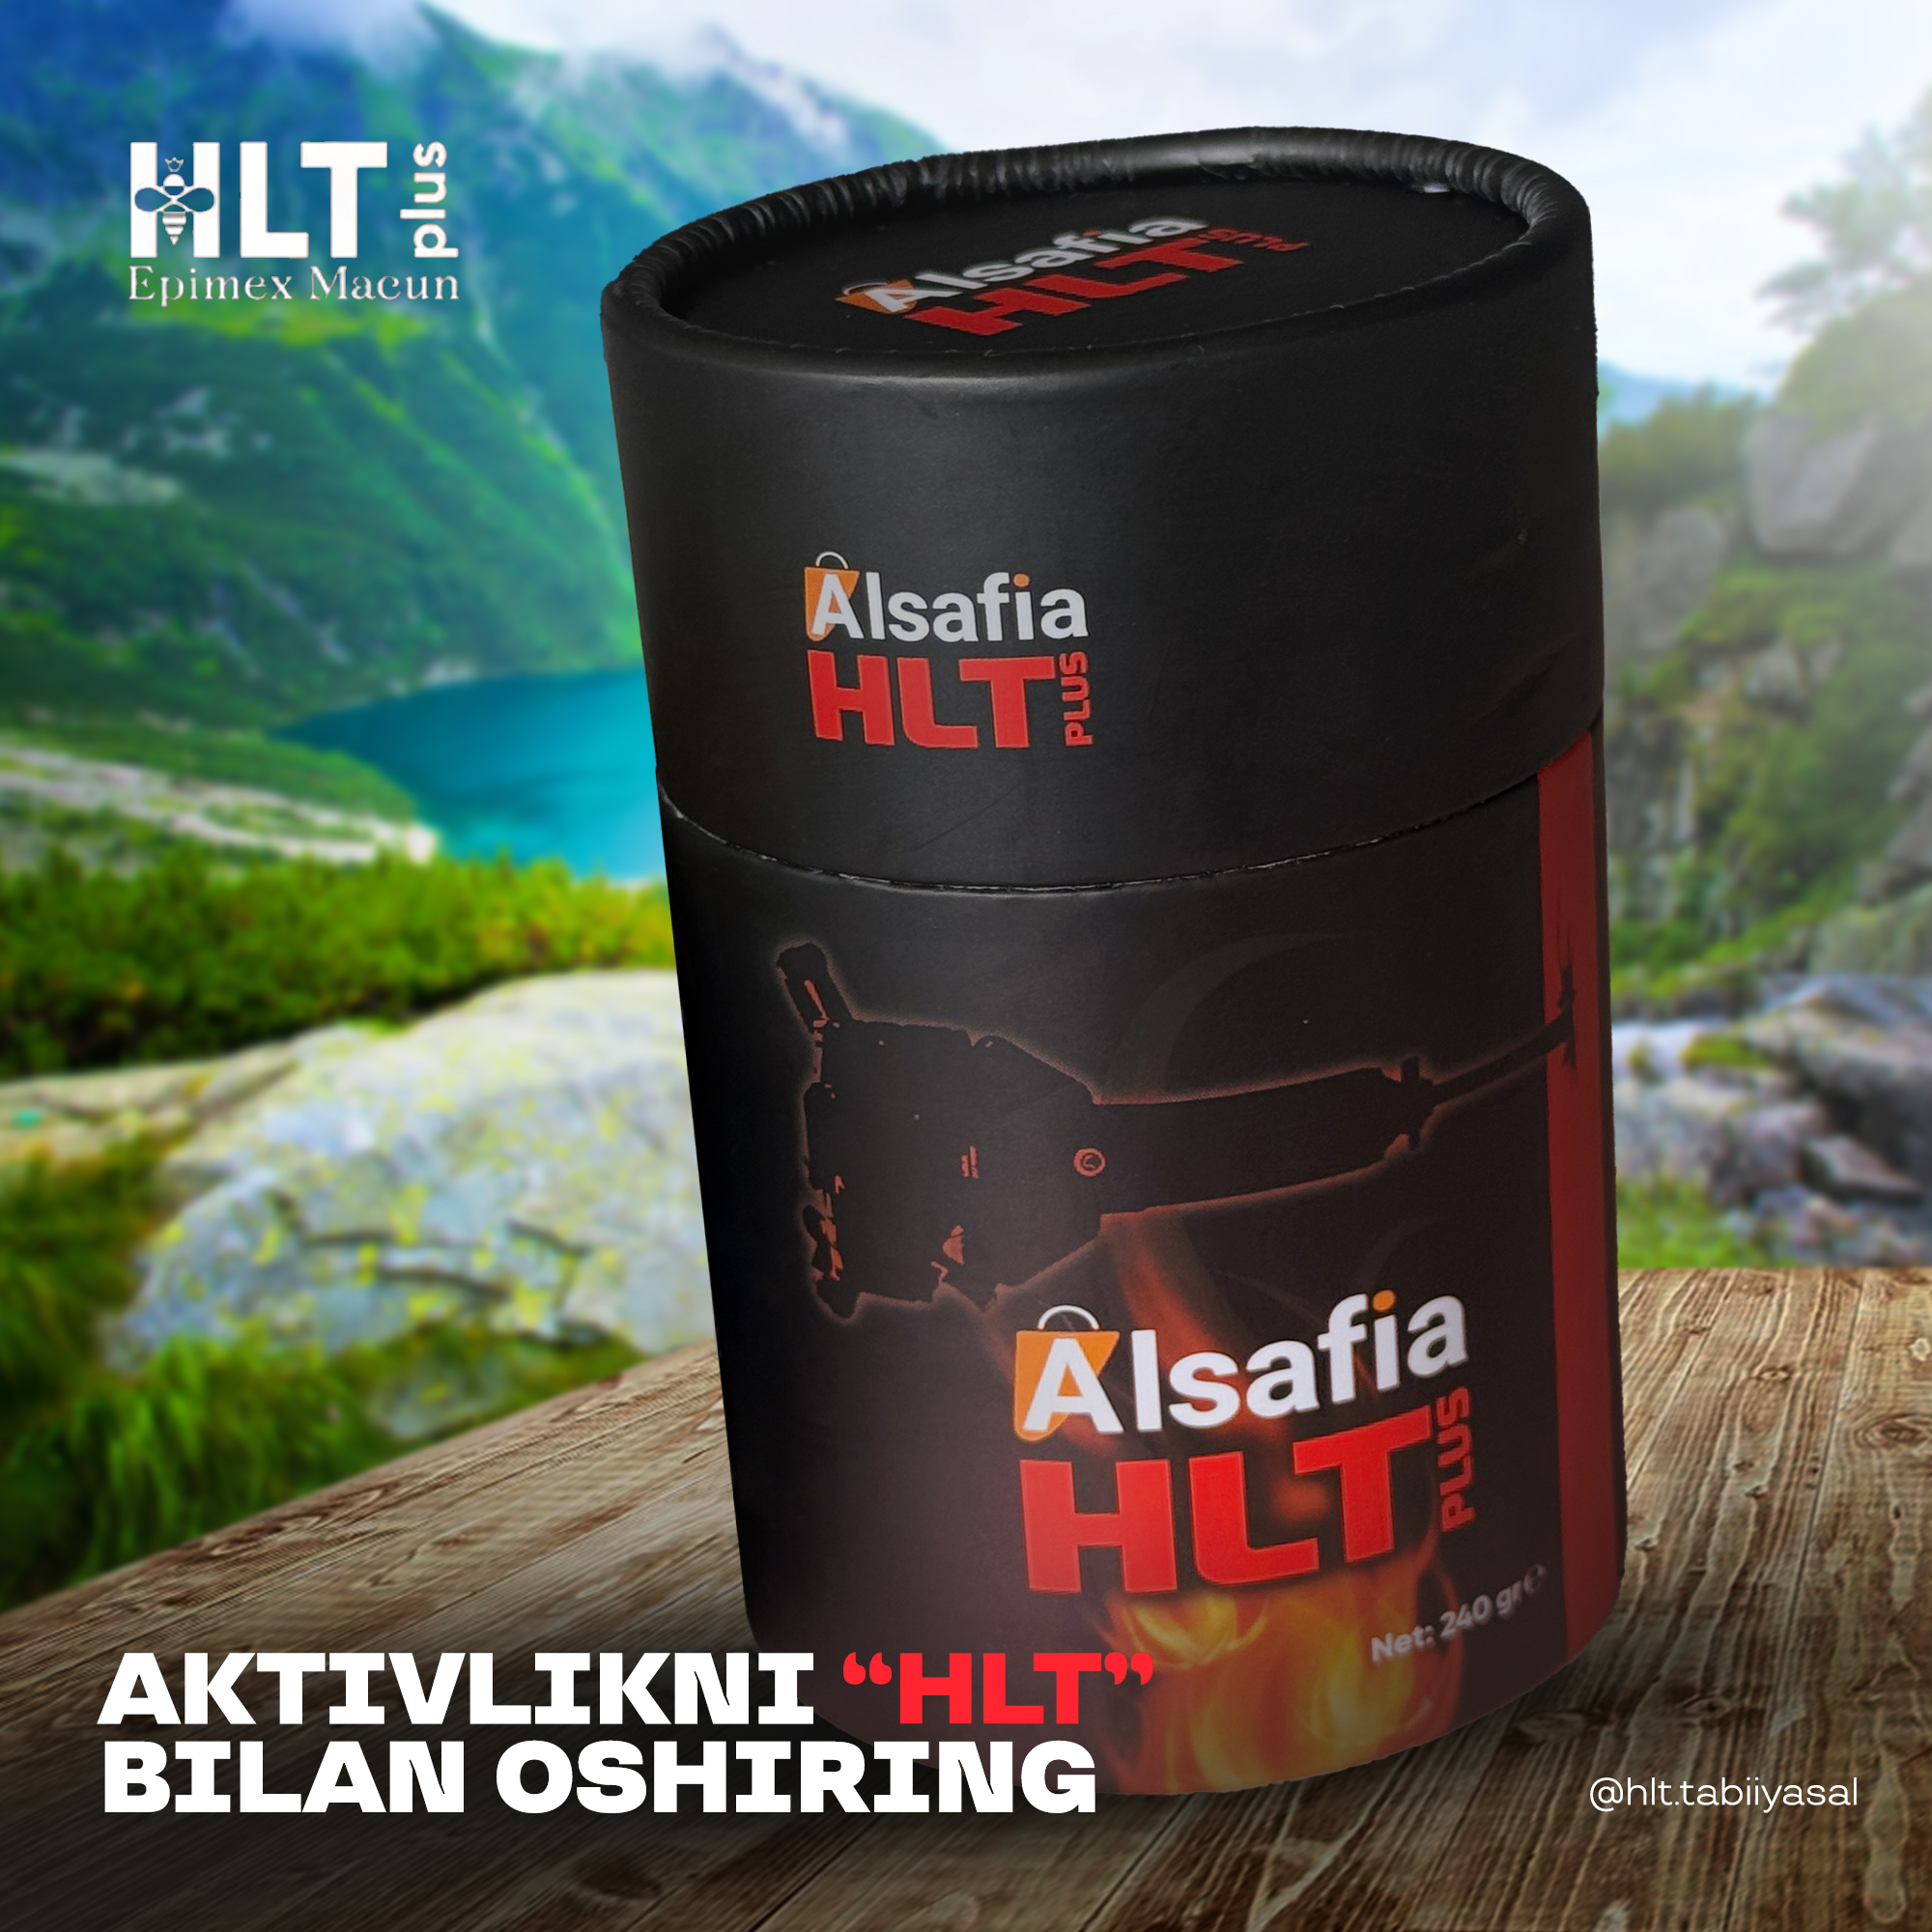 HLT plus
Epimex Macun
Alsafia
HLT PLUS
Alsafia
HLT PLUS
Alsafia
HLT PLUS
Net: 240 gr ℮
AKTIVLIKNI “HLT”
BILAN OSHIRING
@hlt.tabiiyasal